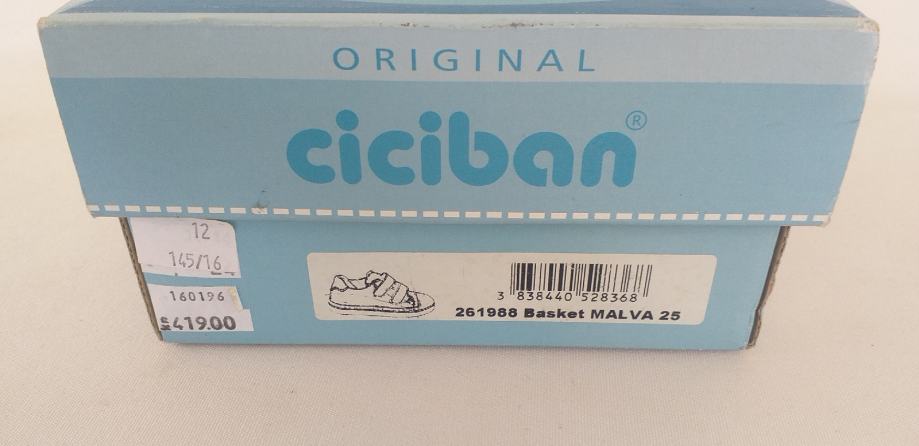 ORIGINAL
ciciban®
12
145/16
160196
419.00
3 838440 528368
261988 Basket MALVA 25